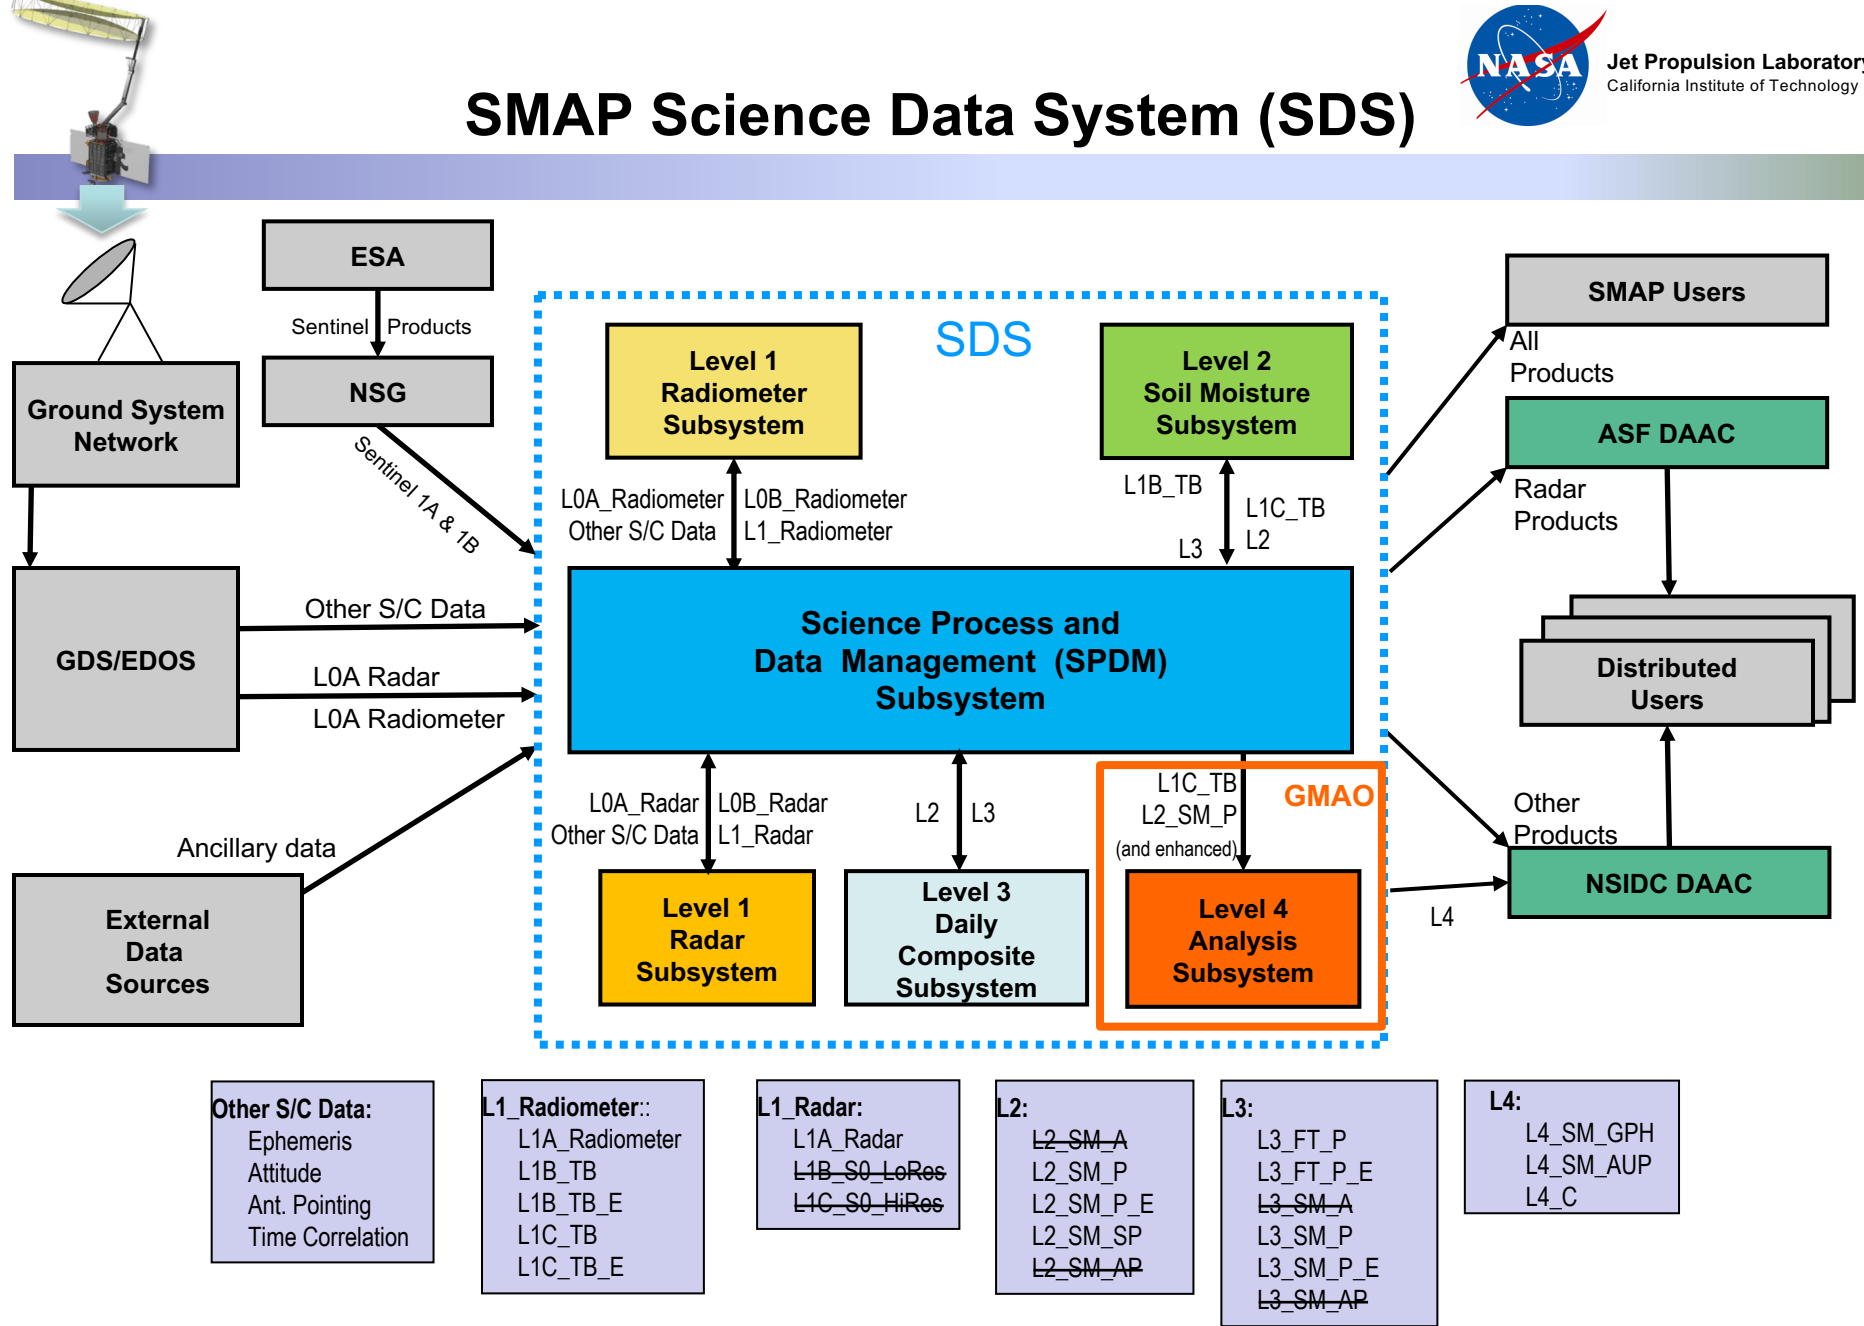 NASA
Jet Propulsion Laboratory
California Institute of Technology
SMAP Science Data System (SDS)
ESA
Sentinel Products
NSG
Sentinel 1A & 1B
Ground System
Network
GDS/EDOS
Other S/C Data
L0A Radar
L0A Radiometer
Ancillary data
External
Data
Sources
SDS
Level 1
Radiometer
Subsystem
L0A_Radiometer
Other S/C Data
L0B_Radiometer
L1_Radiometer
Level 2
Soil Moisture
Subsystem
L1B_TB
L3
L1C_TB
L2
Science Process and
Data Management (SPDM)
Subsystem
L0A_Radar
Other S/C Data
L0B_Radar
L1_Radar
Level 1
Radar
Subsystem
L2
L3
Level 3
Daily
Composite
Subsystem
L1C_TB
L2_SM_P
(and enhanced)
GMAO
Level 4
Analysis
Subsystem
SMAP Users
All
Products
ASF DAAC
Radar
Products
Distributed
Users
Other
Products
NSIDC DAAC
L4
Other S/C Data:
Ephemeris
Attitude
Ant. Pointing
Time Correlation
L1_Radiometer::
L1A_Radiometer
L1B_TB
L1B_TB_E
L1C_TB
L1C_TB_E
L1_Radar:
L1A_Radar
L1B_S0_LoRes
L1C_S0_HiRes
L2:
L2_SM_A
L2_SM_P
L2_SM_P_E
L2_SM_SP
L2_SM_AP
L3:
L3_FT_P
L3_FT_P_E
L3_SM_A
L3_SM_P
L3_SM_P_E
L3_SM_AP
L4:
L4_SM_GPH
L4_SM_AUP
L4_C